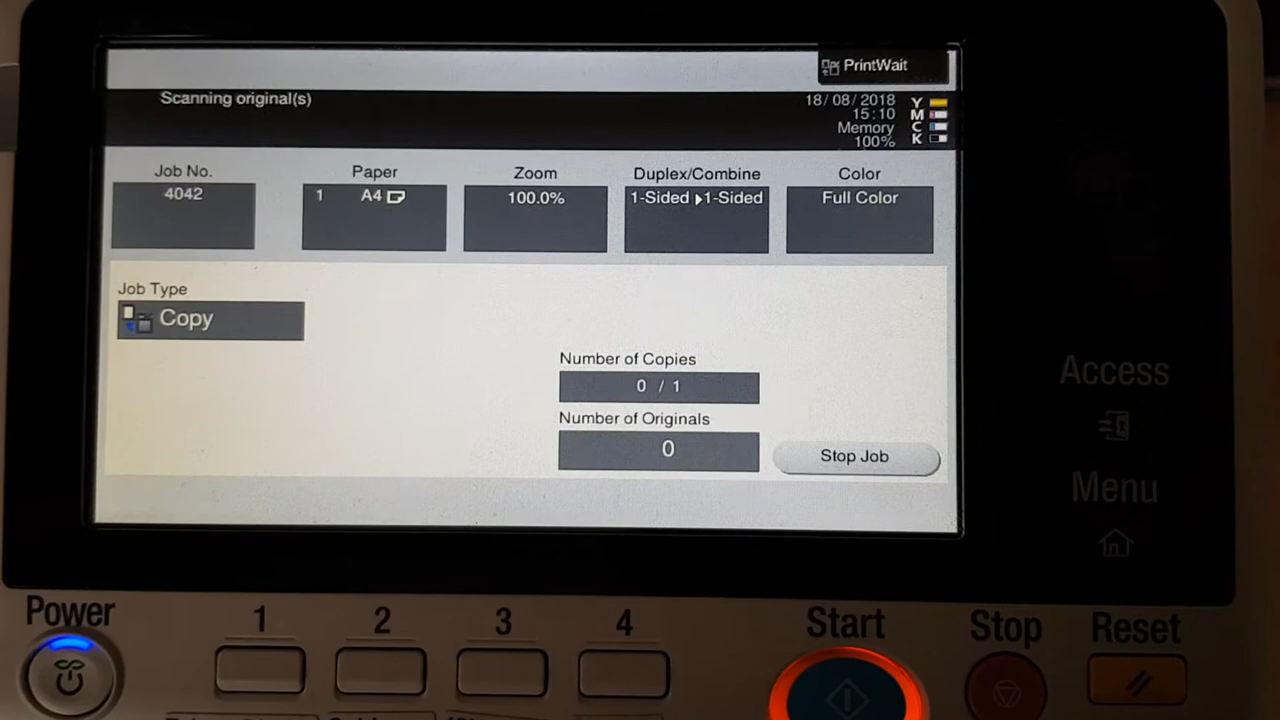 PrintWait
Scanning original(s)
18/08/2018
15:10
Memory
100%
Y
M
C
K
Job No.
4042
Paper
1 A4
Zoom
100.0%
Duplex/Combine
1-Sided ▶1-Sided
Color
Full Color
Job Type
Copy
Number of Copies
0 / 1
Number of Originals
0
Stop Job
Access
Menu
Power
1
2
3
4
Start
Stop
Reset